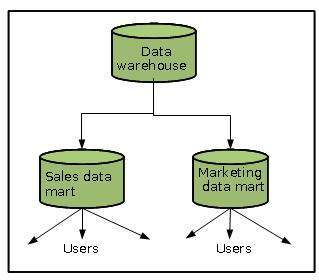 Data
warehouse
Sales data
mart
Marketing
data mart
Users
Users